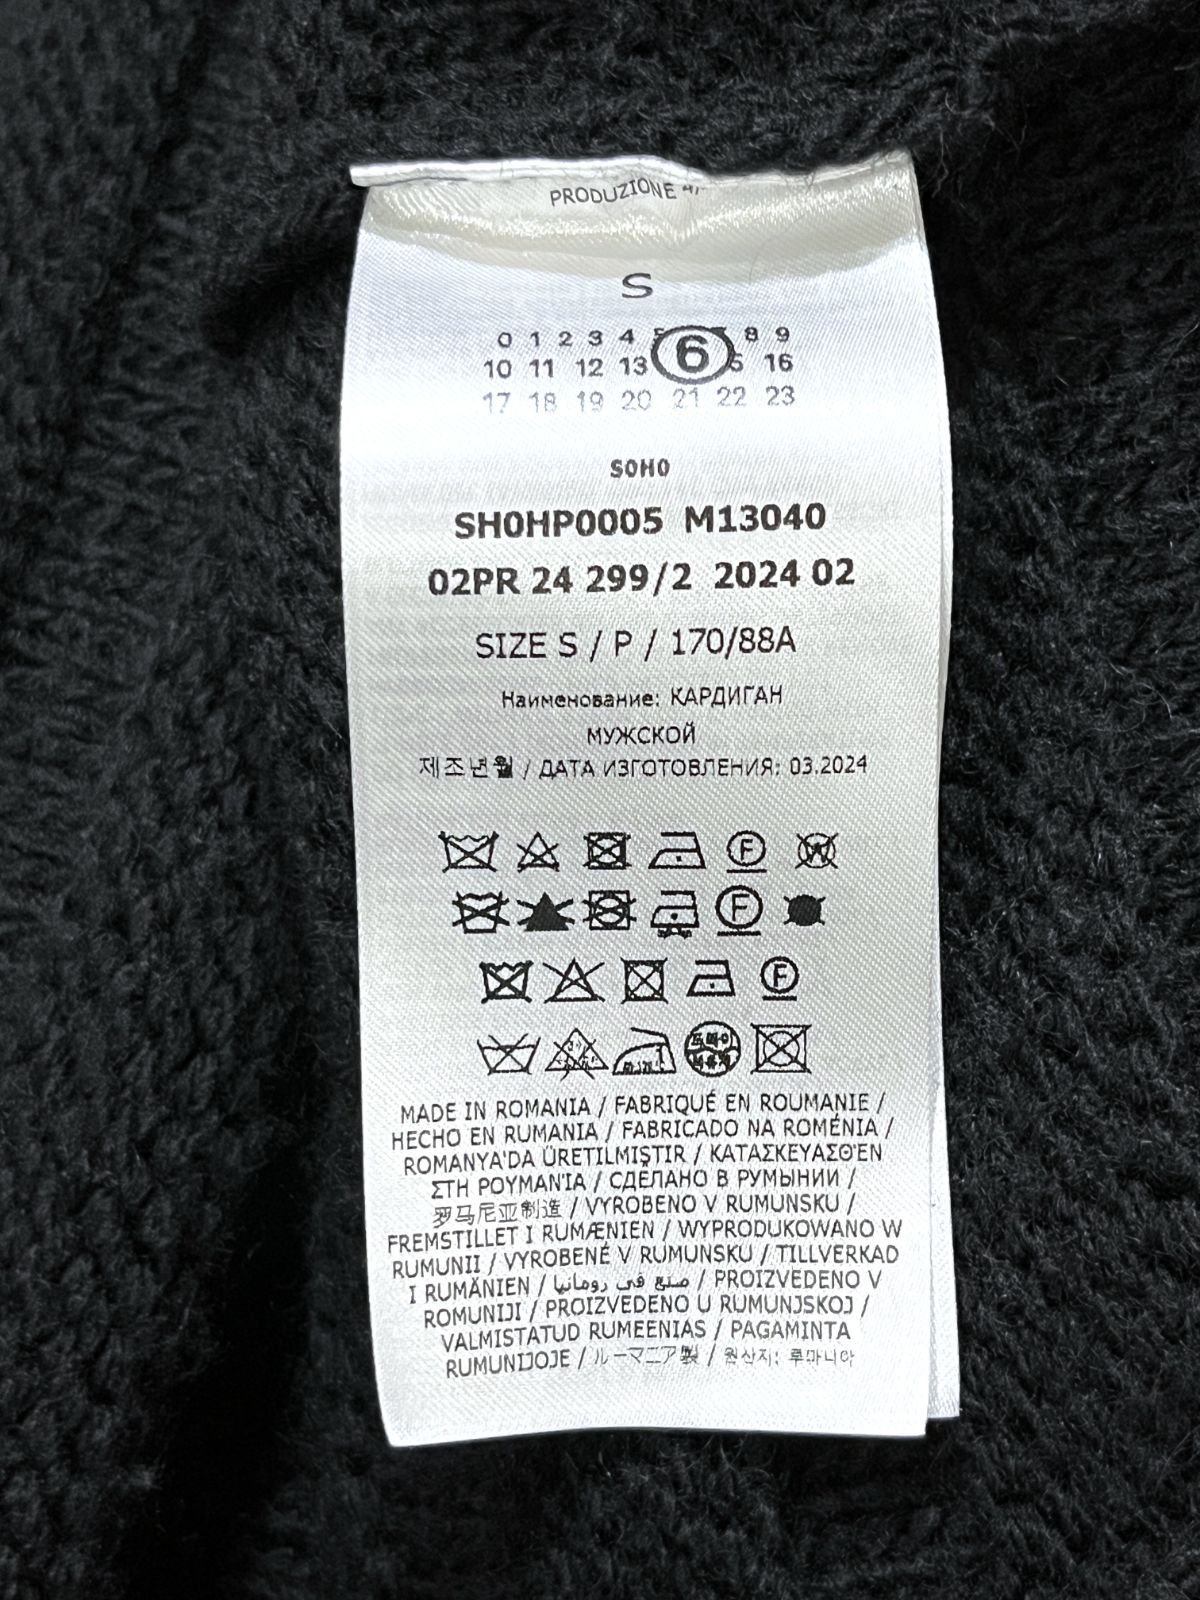 PRODUZIONE
S
0 1 2 3 4 8 9
10 11 12 13 6 16
17 18 19 20 21 22 23
SOHO
SH0HP0005 M13040
02PR 24 299/2 2024 02
SIZE S / P / 170/88A
Наименование: КАРДИГАН
МУЖСКОЙ
제조년월 / ДАТА ИЗГОТОВЛЕНИЯ: 03.2024
F W
F
F
MADE IN ROMANIA / FABRIQUÉ EN ROUMANIE /
HECHO EN RUMANIA / FABRICADO NA ROMÉNIA /
ROMANYA'DA ÜRETILMIŞTIR / ΚΑΤΑΣΚΕΥΑΣΘ'ΕΝ
ΣΤΗ ΡΟΥΜΑΝ'ΙΑ / СДЕЛАНО В РУМЫНИИ /
罗马尼亚制造 / VYROBENO V RUMUNSKU /
FREMSTILLET I RUMÆNIEN / WYPRODUKOWANO W
RUMUNII / VYROBENÉ V RUMUNSKU / TILLVERKAD
I RUMÄNIEN / صنع في رومانيا / PROIZVEDENO V
ROMUNIJI / PROIZVEDENO U RUMUNJSKOJ /
VALMISTATUD RUMEENIAS / PAGAMINTA
RUMUNIJOJE / ルーマニア製 / 원산지: 루마니아